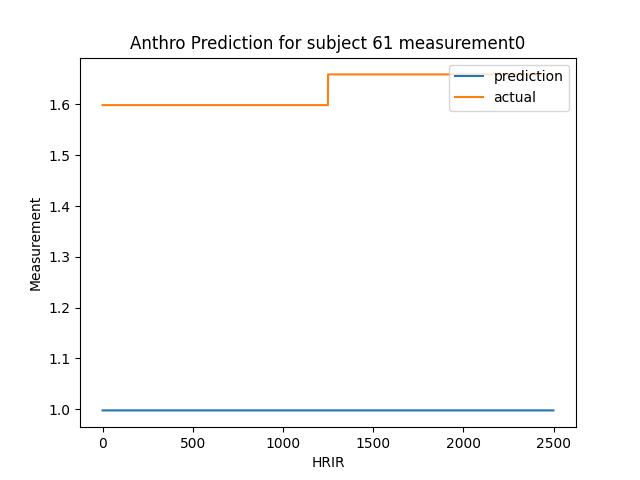 Anthro Prediction for subject 61 measurement0
prediction
actual
Measurement
1.6
1.5
1.4
1.3
1.2
1.1
1.0
0 500 1000 1500 2000 2500
HRIR